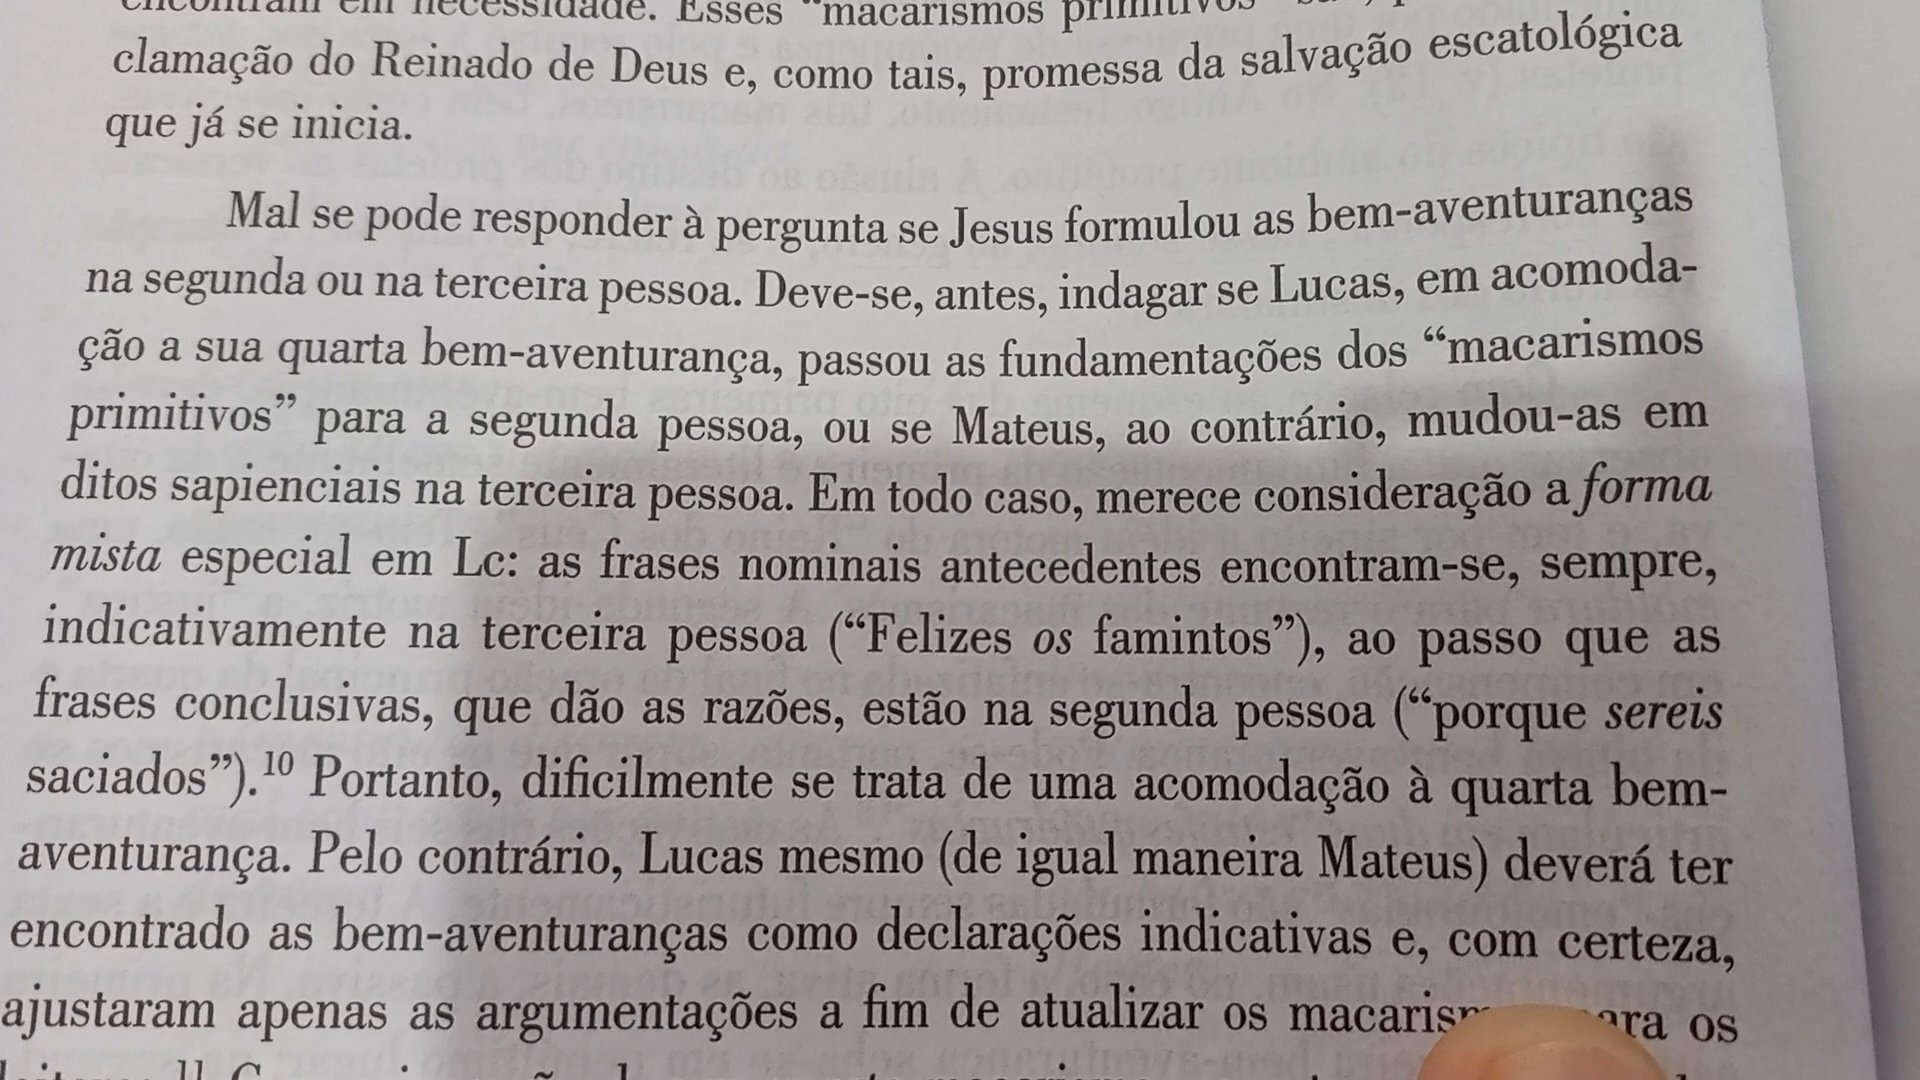 encontram em necessidade. Esses “macarismos primitivos”
clamação do Reinado de Deus e, como tais, promessa da salvação escatológica
que já se inicia.
Mal se pode responder à pergunta se Jesus formulou as bem-aventuranças
na segunda ou na terceira pessoa. Deve-se, antes, indagar se Lucas, em acomoda-
ção a sua quarta bem-aventurança, passou as fundamentações dos “macarismos
primitivos” para a segunda pessoa, ou se Mateus, ao contrário, mudou-as em
ditos sapienciais na terceira pessoa. Em todo caso, merece consideração a forma
mista especial em Lc: as frases nominais antecedentes encontram-se, sempre,
indicativamente na terceira pessoa (“Felizes os famintos”), ao passo que as
frases conclusivas, que dão as razões, estão na segunda pessoa (“porque sereis
saciados”).¹⁰ Portanto, dificilmente se trata de uma acomodação à quarta bem-
aventurança. Pelo contrário, Lucas mesmo (de igual maneira Mateus) deverá ter
encontrado as bem-aventuranças como declarações indicativas e, com certeza,
ajustaram apenas as argumentações a fim de atualizar os os